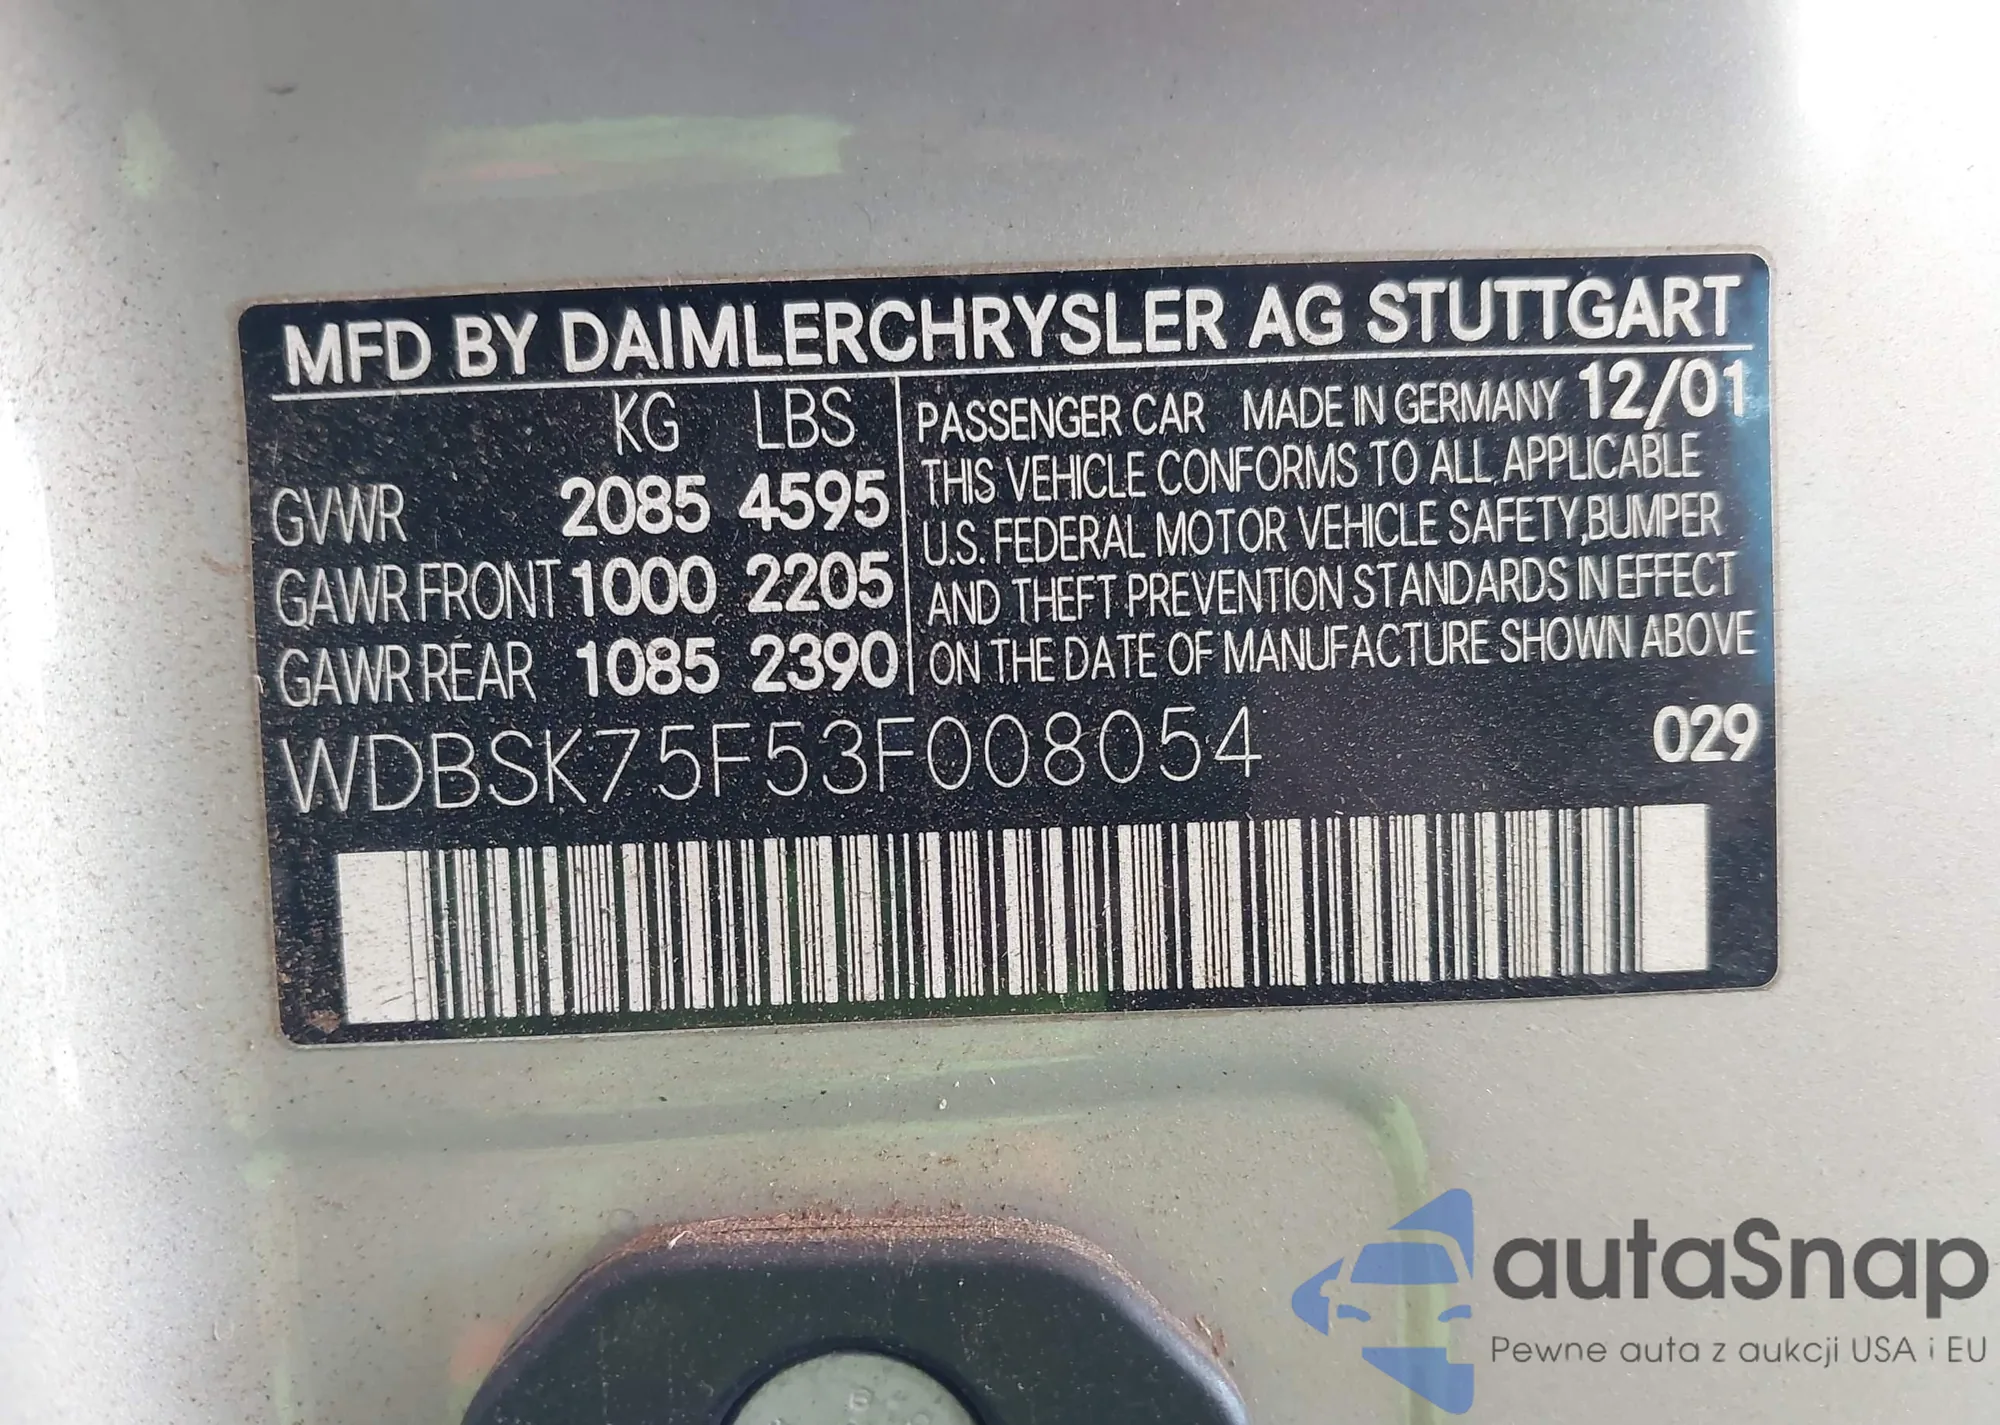 MFD BY DAIMLERCHRYSLER AG STUTTGART
KG LBS
GVWR 2085 4595
GAWR FRONT 1000 2205
GAWR REAR 1085 2390
PASSENGER CAR MADE IN GERMANY 12/01
THIS VEHICLE CONFORMS TO ALL APPLICABLE
U.S. FEDERAL MOTOR VEHICLE SAFETY,BUMPER
AND THEFT PREVENTION STANDARDS IN EFFECT
ON THE DATE OF MANUFACTURE SHOWN ABOVE
WDBSK75F53F008054 029
autaSnap
Pewne auta z aukcji USA i EU